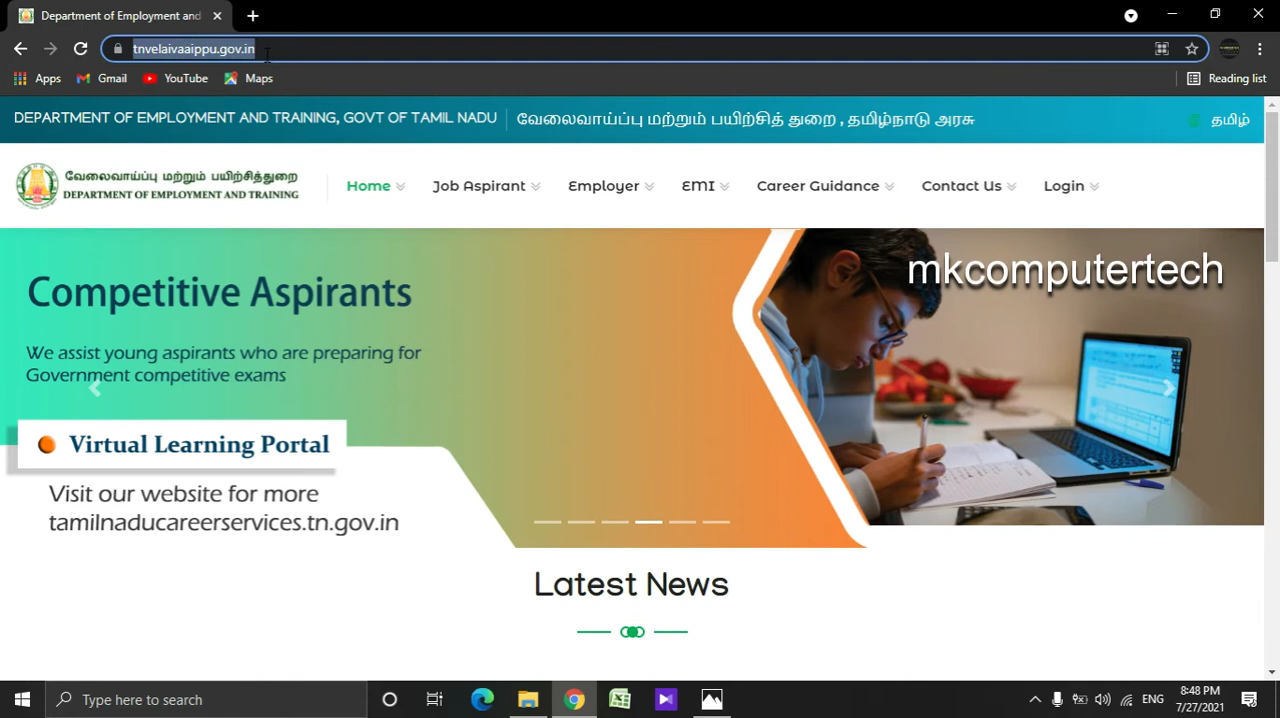 Department of Employment and
tnvelaivaaippu.gov.in
Apps Gmail YouTube Maps Reading list
DEPARTMENT OF EMPLOYMENT AND TRAINING, GOVT OF TAMIL NADU வேலைவாய்ப்பு மற்றும் பயிற்சித் துறை , தமிழ்நாடு அரசு தமிழ்
வேலைவாய்ப்பு மற்றும் பயிற்சித்துறை
DEPARTMENT OF EMPLOYMENT AND TRAINING
Home Job Aspirant Employer EMI Career Guidance Contact Us Login
mkcomputertech
Competitive Aspirants
We assist young aspirants who are preparing for
Government competitive exams
Virtual Learning Portal
Visit our website for more
tamilnaducareerservices.tn.gov.in
Latest News
Type here to search
ENG
8:48 PM
7/27/2021